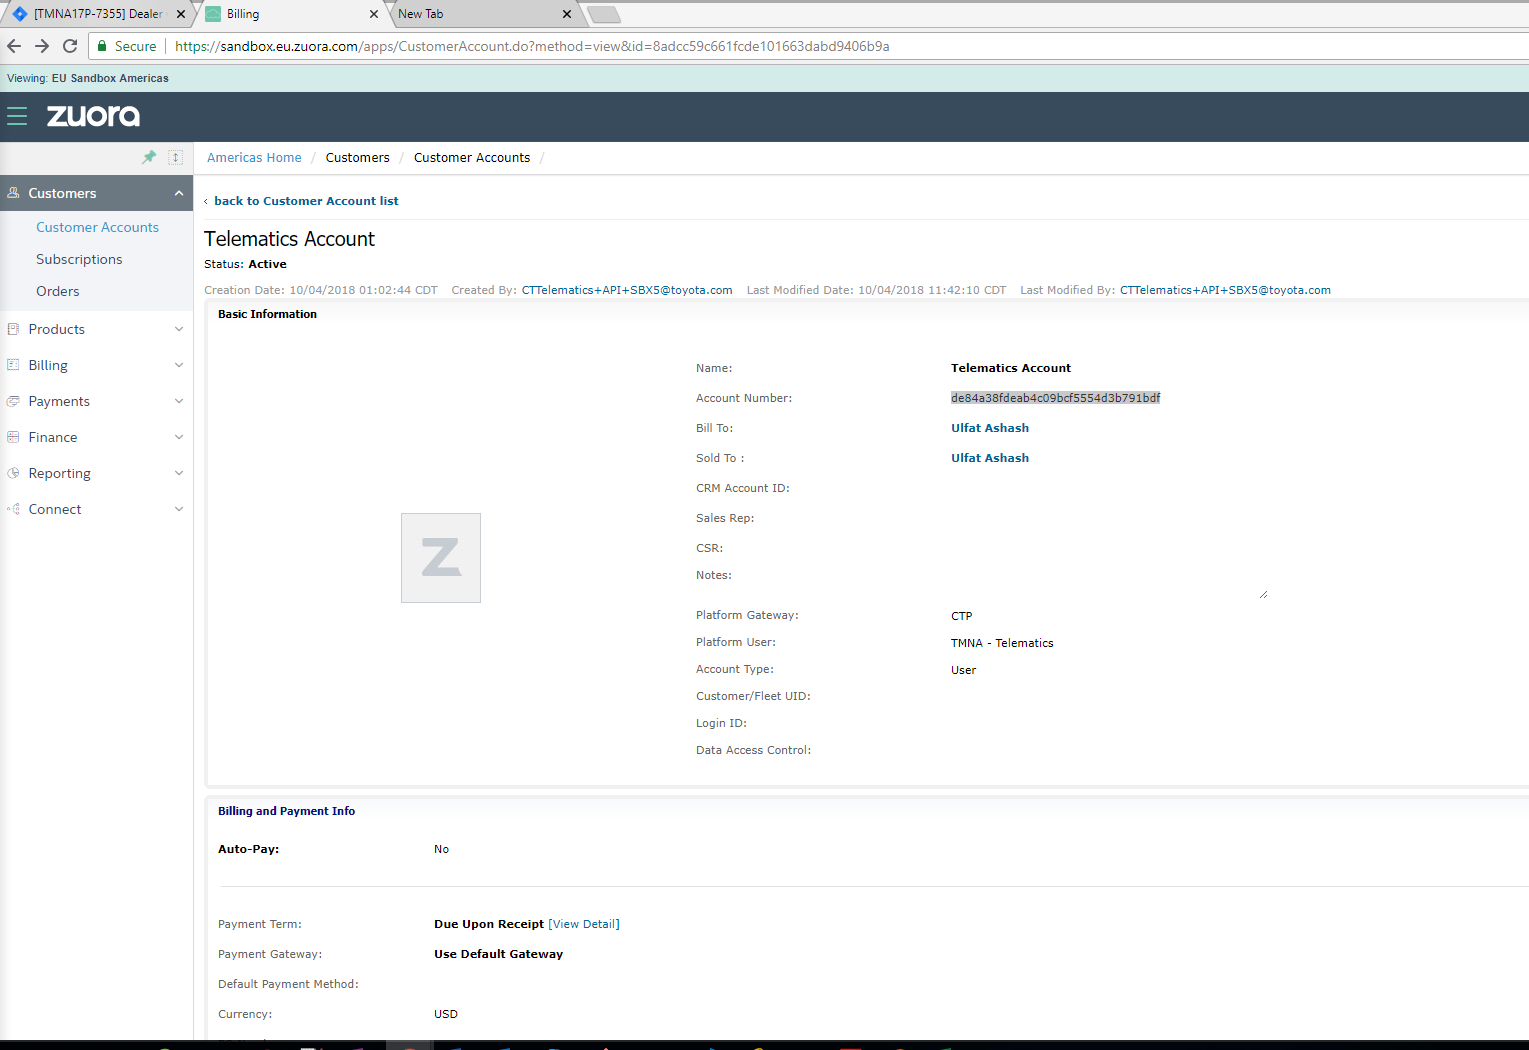 [TMNA17P-7355] Dealer
Billing
New Tab
Secure
https://sandbox.eu.zuora.com/apps/CustomerAccount.do?method=view&id=8adcc59c661fcde101663dabd9406b9a
Viewing: EU Sandbox Americas
zuora
Americas Home / Customers / Customer Accounts /
Customers
Customer Accounts
Subscriptions
Orders
Products
Billing
Payments
Finance
Reporting
Connect
‹ back to Customer Account list
Telematics Account
Status: Active
Creation Date: 10/04/2018 01:02:44 CDT Created By: CTTelematics+API+SBX5@toyota.com Last Modified Date: 10/04/2018 11:42:10 CDT Last Modified By: CTTelematics+API+SBX5@toyota.com
Basic Information
Z
Name: Telematics Account
Account Number: de84a38fdeab4c09bcf5554d3b791bdf
Bill To: Ulfat Ashash
Sold To : Ulfat Ashash
CRM Account ID:
Sales Rep:
CSR:
Notes:
Platform Gateway: CTP
Platform User: TMNA - Telematics
Account Type: User
Customer/Fleet UID:
Login ID:
Data Access Control:
Billing and Payment Info
Auto-Pay: No
Payment Term: Due Upon Receipt [View Detail]
Payment Gateway: Use Default Gateway
Default Payment Method:
Currency: USD